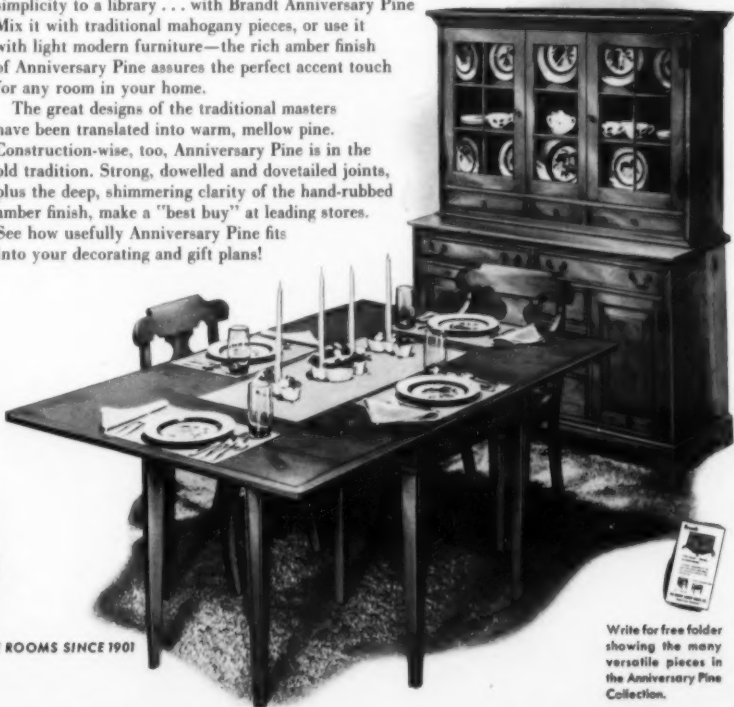 simplicity to a library . . . with Brandt Anniversary Pine
Mix it with traditional mahogany pieces, or use it
with light modern furniture—the rich amber finish
of Anniversary Pine assures the perfect accent touch
for any room in your home.
The great designs of the traditional masters
have been translated into warm, mellow pine.
Construction-wise, too, Anniversary Pine is in the
old tradition. Strong, dowelled and dovetailed joints,
plus the deep, shimmering clarity of the hand-rubbed
amber finish, make a "best buy" at leading stores.
See how usefully Anniversary Pine fits
into your decorating and gift plans!
ROOMS SINCE 1901
Write for free folder
showing the many
versatile pieces in
the Anniversary Pine
Collection.